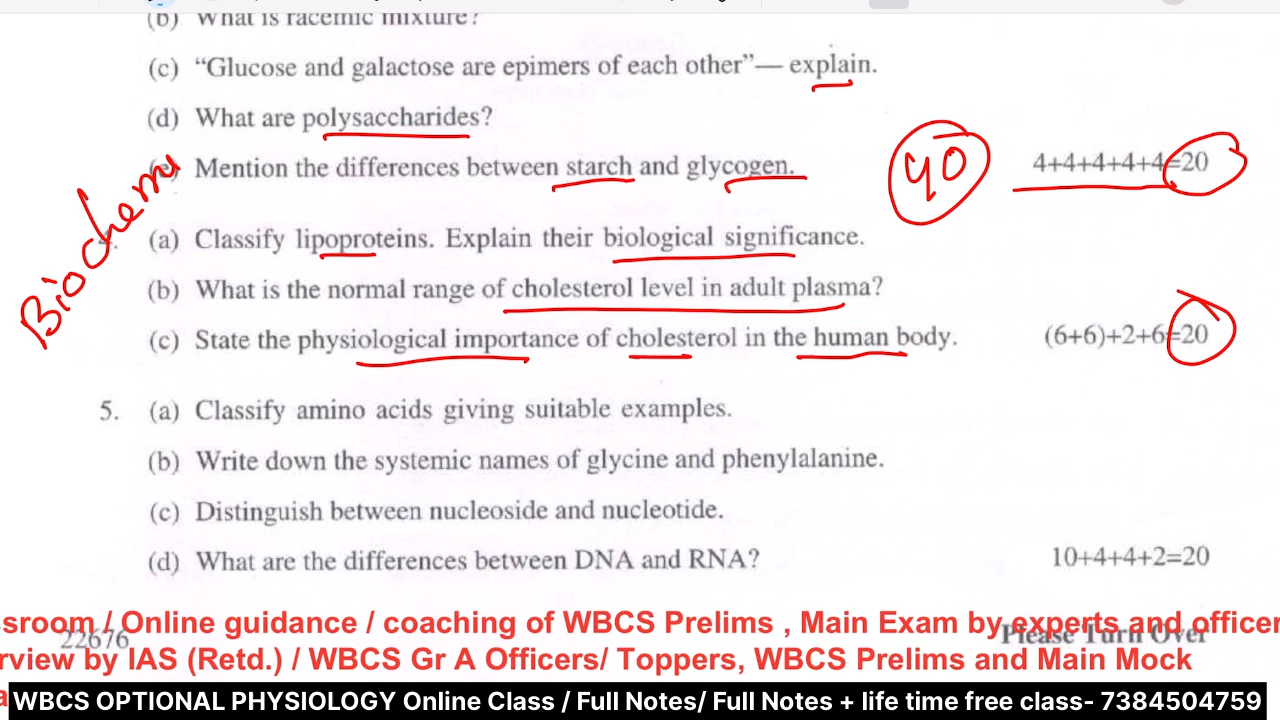 (b) What is racemic mixture?
(c) “Glucose and galactose are epimers of each other”— explain.
(d) What are polysaccharides?
(e) Mention the differences between starch and glycogen. 40 4+4+4+4+4=20
Biochem
4. (a) Classify lipoproteins. Explain their biological significance.
(b) What is the normal range of cholesterol level in adult plasma?
(c) State the physiological importance of cholesterol in the human body. (6+6)+2+6=20
5. (a) Classify amino acids giving suitable examples.
(b) Write down the systemic names of glycine and phenylalanine.
(c) Distinguish between nucleoside and nucleotide.
(d) What are the differences between DNA and RNA? 10+4+4+2=20
ssroom / Online guidance / coaching of WBCS Prelims , Main Exam by experts and officer
22676 Please Turn Over
rview by IAS (Retd.) / WBCS Gr A Officers/ Toppers, WBCS Prelims and Main Mock
WBCS OPTIONAL PHYSIOLOGY Online Class / Full Notes/ Full Notes + life time free class- 7384504759